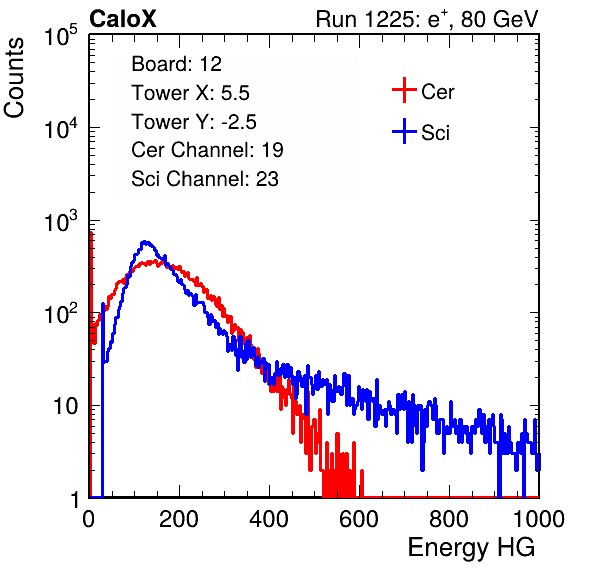 CaloX Run 1225: e⁺, 80 GeV
Counts
Board: 12
Tower X: 5.5
Tower Y: -2.5
Cer Channel: 19
Sci Channel: 23
Cer
Sci
10⁵
10⁴
10³
10²
10
1
0 200 400 600 800 1000
Energy HG